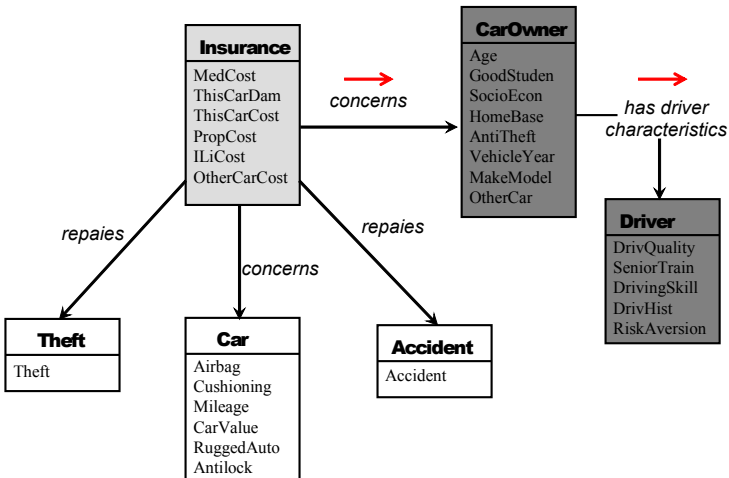 Insurance
MedCost
ThisCarDam
ThisCarCost
PropCost
ILiCost
OtherCarCost
concerns
CarOwner
Age
GoodStuden
SocioEcon
HomeBase
AntiTheft
VehicleYear
MakeModel
OtherCar
has driver
characteristics
Driver
DrivQuality
SeniorTrain
DrivingSkill
DrivHist
RiskAversion
repaies
concerns
repaies
Theft
Theft
Car
Airbag
Cushioning
Mileage
CarValue
RuggedAuto
Antilock
Accident
Accident